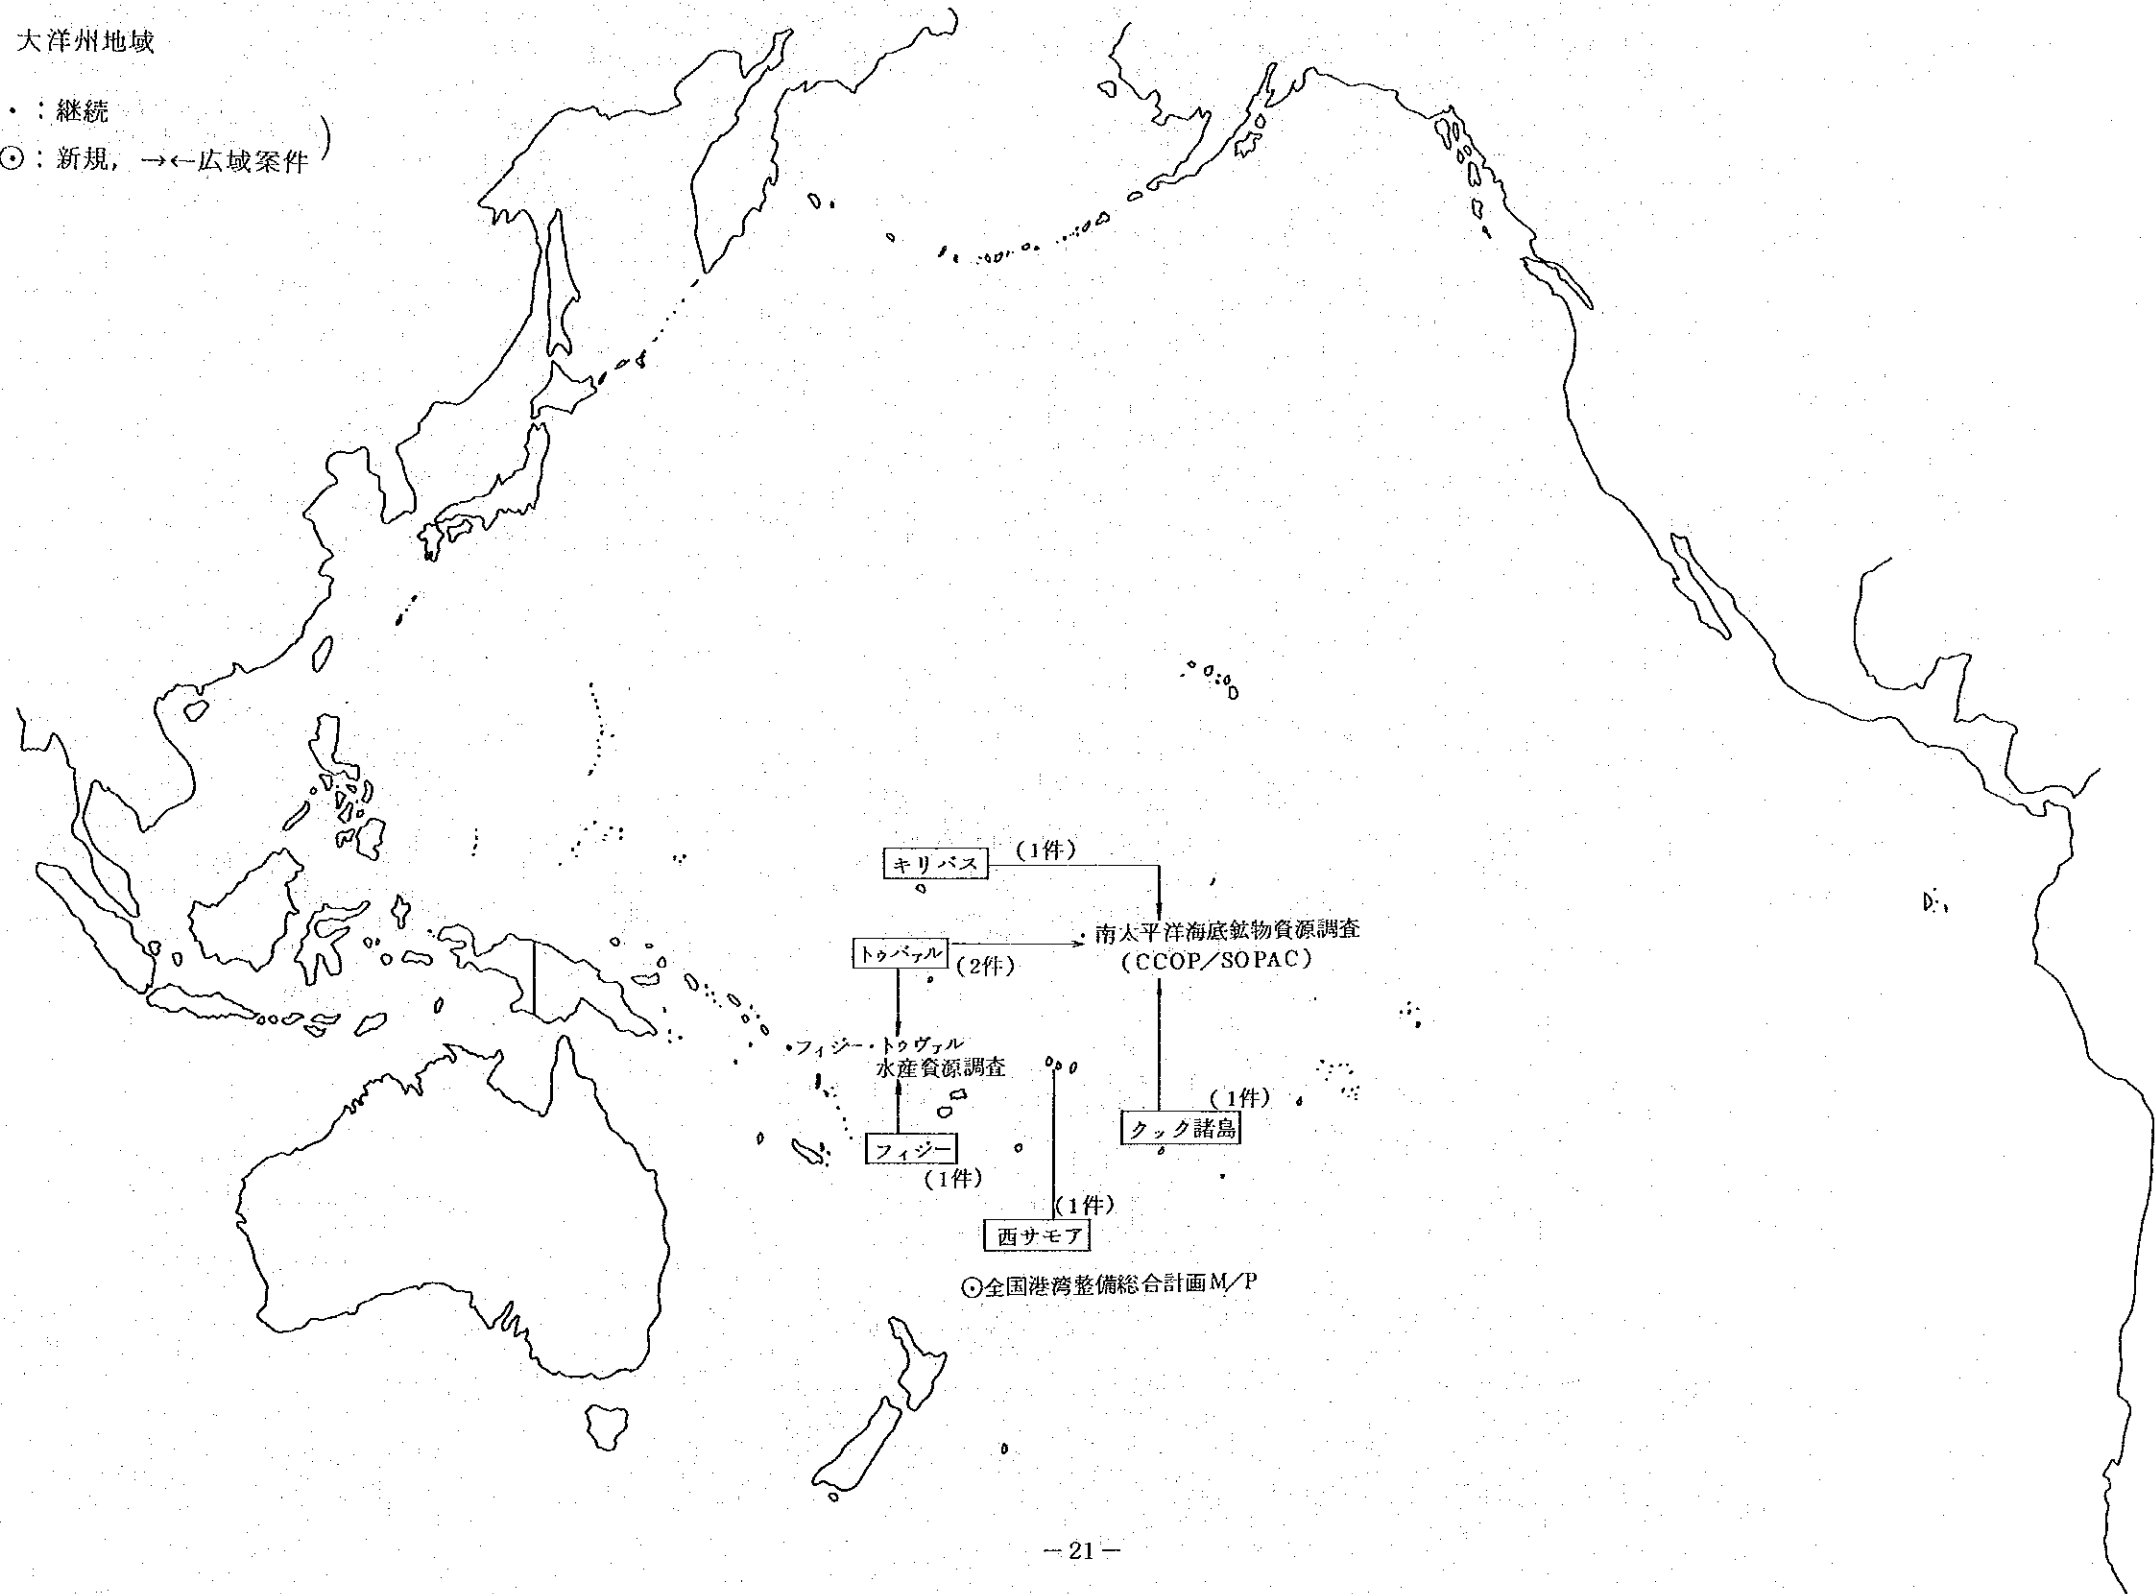 大洋州地域
・：継続
⊙：新規，→←広域案件）
キリバス
(1件)
・南太平洋海底鉱物資源調査
(CCOP／SOPAC)
トゥバァル
(2件)
・フィジー・トゥヴァル
水産資源調査
フィジー
(1件)
(1件)
クック諸島
(1件)
西サモア
⊙全国港湾整備総合計画M／P
－21－